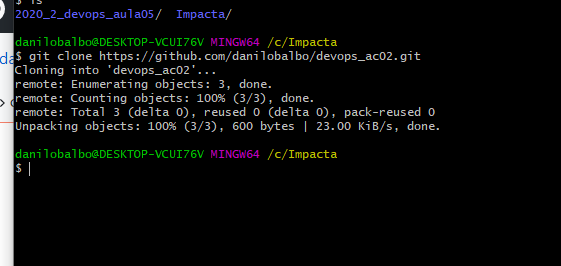 $ ls
2020_2_devops_aula05/  Impacta/
danilobalbo@DESKTOP-VCUI76V MINGW64 /c/Impacta
$ git clone https://github.com/danilobalbo/devops_ac02.git
Cloning into 'devops_ac02'...
remote: Enumerating objects: 3, done.
remote: Counting objects: 100% (3/3), done.
remote: Total 3 (delta 0), reused 0 (delta 0), pack-reused 0
Unpacking objects: 100% (3/3), 600 bytes | 23.00 KiB/s, done.
danilobalbo@DESKTOP-VCUI76V MINGW64 /c/Impacta
$